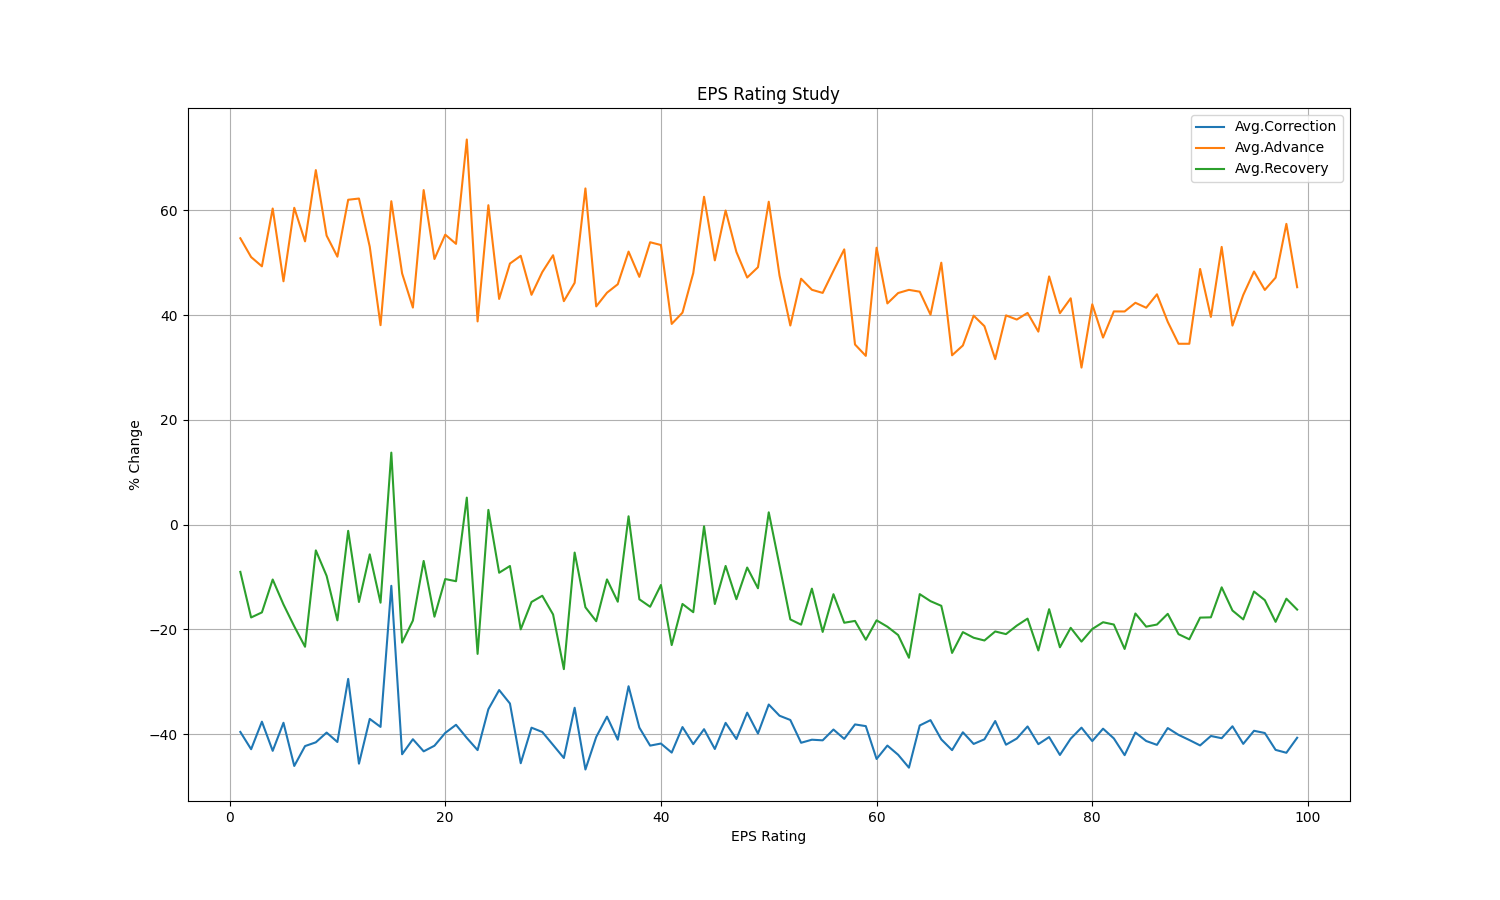 EPS Rating Study
Avg.Correction
Avg.Advance
Avg.Recovery
60
40
20
0
−20
−40
% Change
0 20 40 60 80 100
EPS Rating